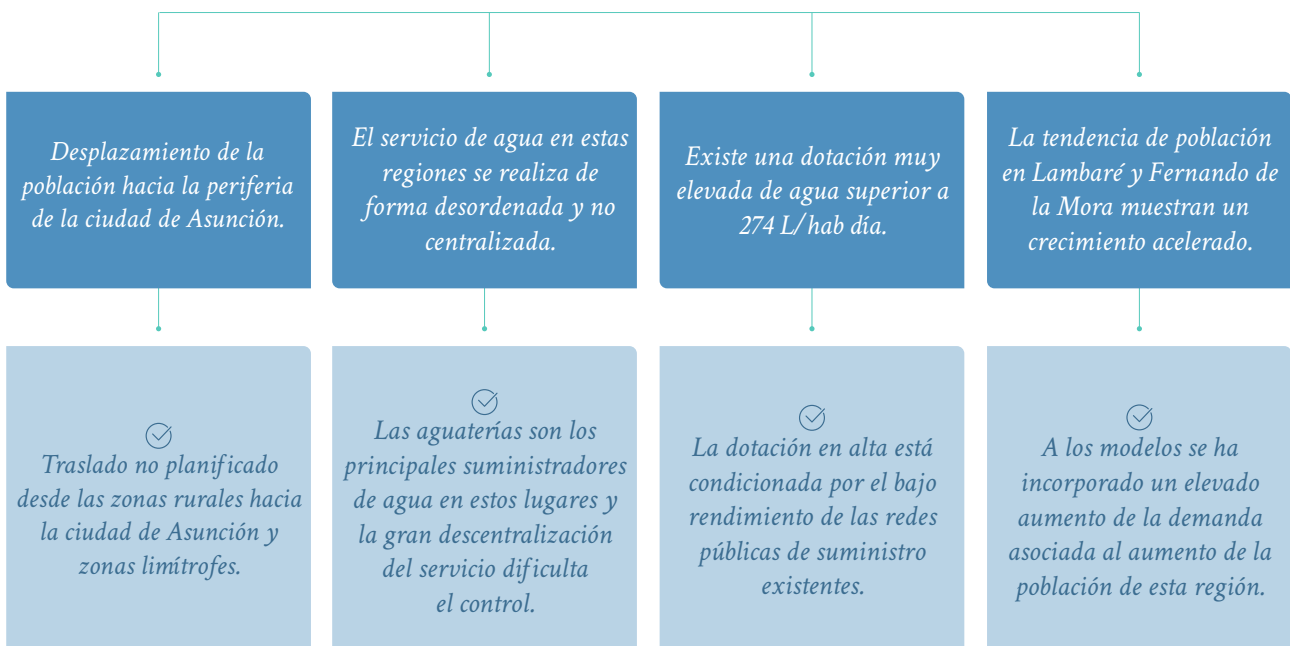 Desplazamiento de la
población hacia la periferia
de la ciudad de Asunción.
El servicio de agua en estas
regiones se realiza de
forma desordenada y no
centralizada.
Existe una dotación muy
elevada de agua superior a
274 L/hab día.
La tendencia de población
en Lambaré y Fernando de
la Mora muestran un
crecimiento acelerado.
Traslado no planificado
desde las zonas rurales hacia
la ciudad de Asunción y
zonas limítrofes.
Las aguaterías son los
principales suministradores
de agua en estos lugares y
la gran descentralización
del servicio dificulta
el control.
La dotación en alta está
condicionada por el bajo
rendimiento de las redes
públicas de suministro
existentes.
A los modelos se ha
incorporado un elevado
aumento de la demanda
asociada al aumento de la
población de esta región.